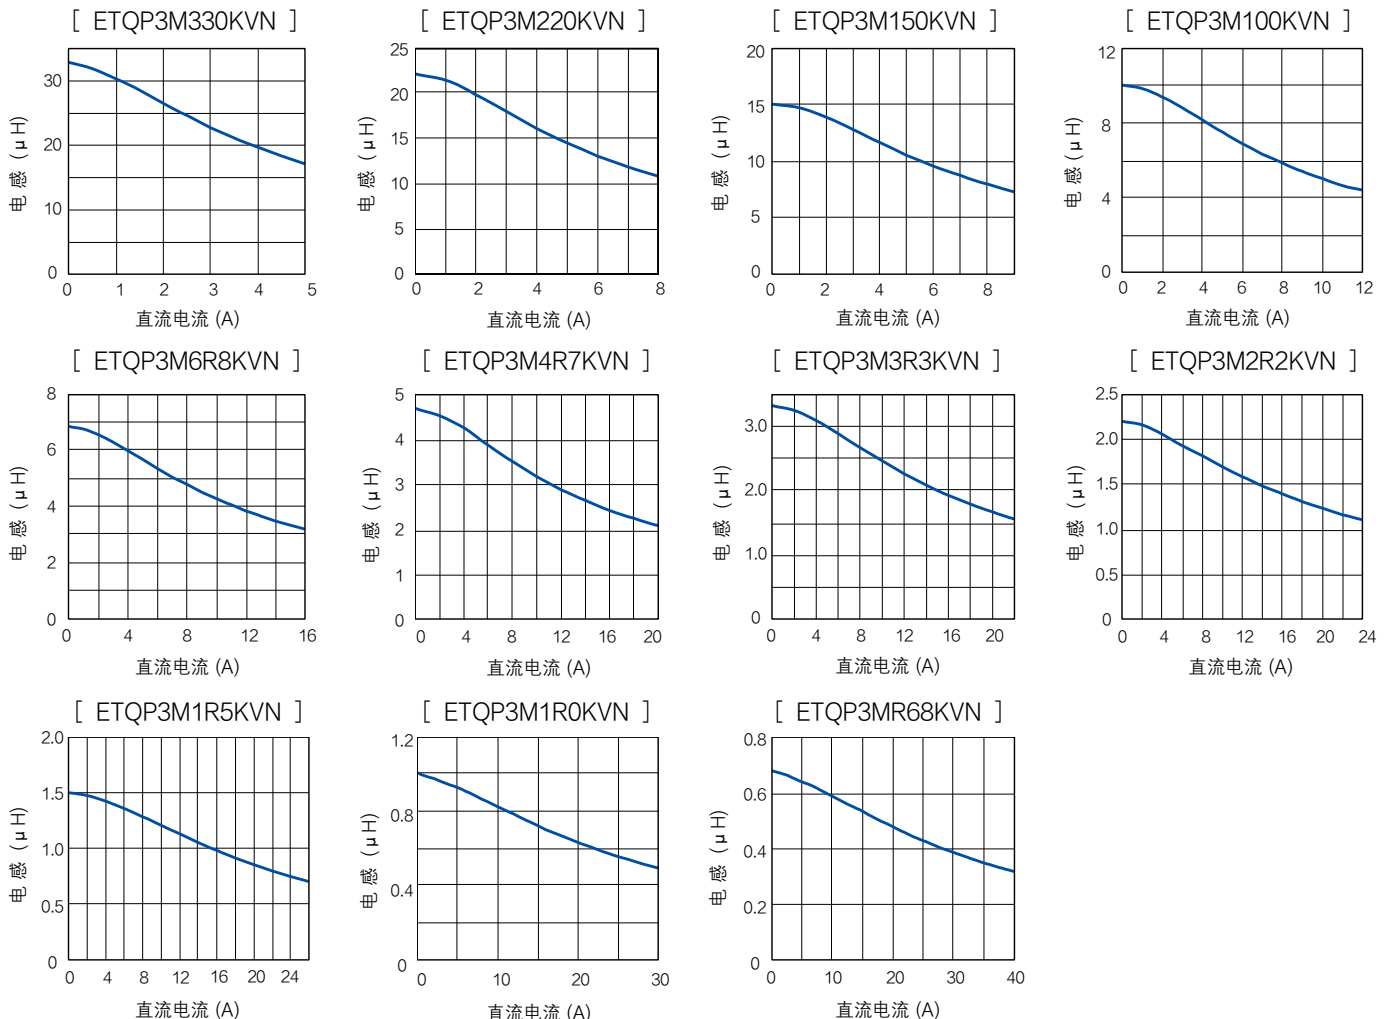 [ ETQP3M330KVN ]
30
20
10
0
0 1 2 3 4 5
电感 (μH)
直流电流 (A)
[ ETQP3M220KVN ]
25
20
15
10
5
0
0 2 4 6 8
电感 (μH)
直流电流 (A)
[ ETQP3M150KVN ]
20
15
10
5
0
0 2 4 6 8
电感 (μH)
直流电流 (A)
[ ETQP3M100KVN ]
12
8
4
0
0 2 4 6 8 10 12
电感 (μH)
直流电流 (A)
[ ETQP3M6R8KVN ]
8
6
4
2
0
0 4 8 12 16
电感 (μH)
直流电流 (A)
[ ETQP3M4R7KVN ]
5
4
3
2
1
0
0 4 8 12 16 20
电感 (μH)
直流电流 (A)
[ ETQP3M3R3KVN ]
3.0
2.0
1.0
0
0 4 8 12 16 20
电感 (μH)
直流电流 (A)
[ ETQP3M2R2KVN ]
2.5
2.0
1.5
1.0
0.5
0
0 4 8 12 16 20 24
电感 (μH)
直流电流 (A)
[ ETQP3M1R5KVN ]
2.0
1.5
1.0
0.5
0
0 4 8 12 16 20 24
电感 (μH)
直流电流 (A)
[ ETQP3M1R0KVN ]
1.2
0.8
0.4
0
0 10 20 30
电感 (μH)
直流电流 (A)
[ ETQP3MR68KVN ]
0.8
0.6
0.4
0.2
0
0 10 20 30 40
电感 (μH)
直流电流 (A)